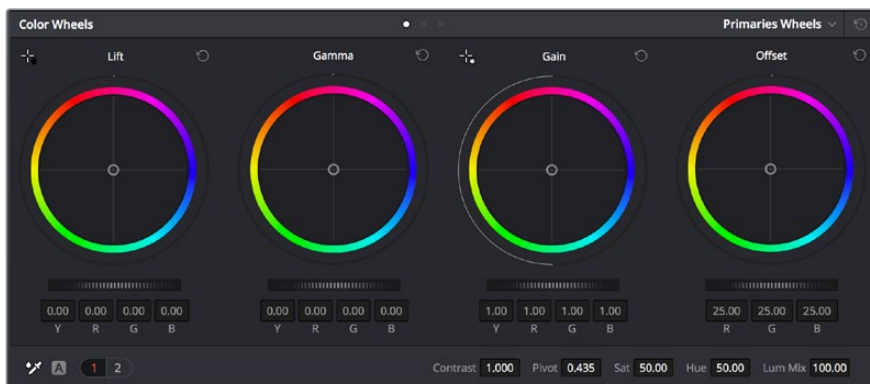 Color Wheels Primaries Wheels
Lift Gamma Gain Offset
0.00 0.00 0.00 0.00 0.00 0.00 0.00 0.00 1.00 1.00 1.00 1.00 25.00 25.00 25.00
Y R G B Y R G B Y R G B R G B
A 1 2 Contrast 1.000 Pivot 0.435 Sat 50.00 Hue 50.00 Lum Mix 100.00